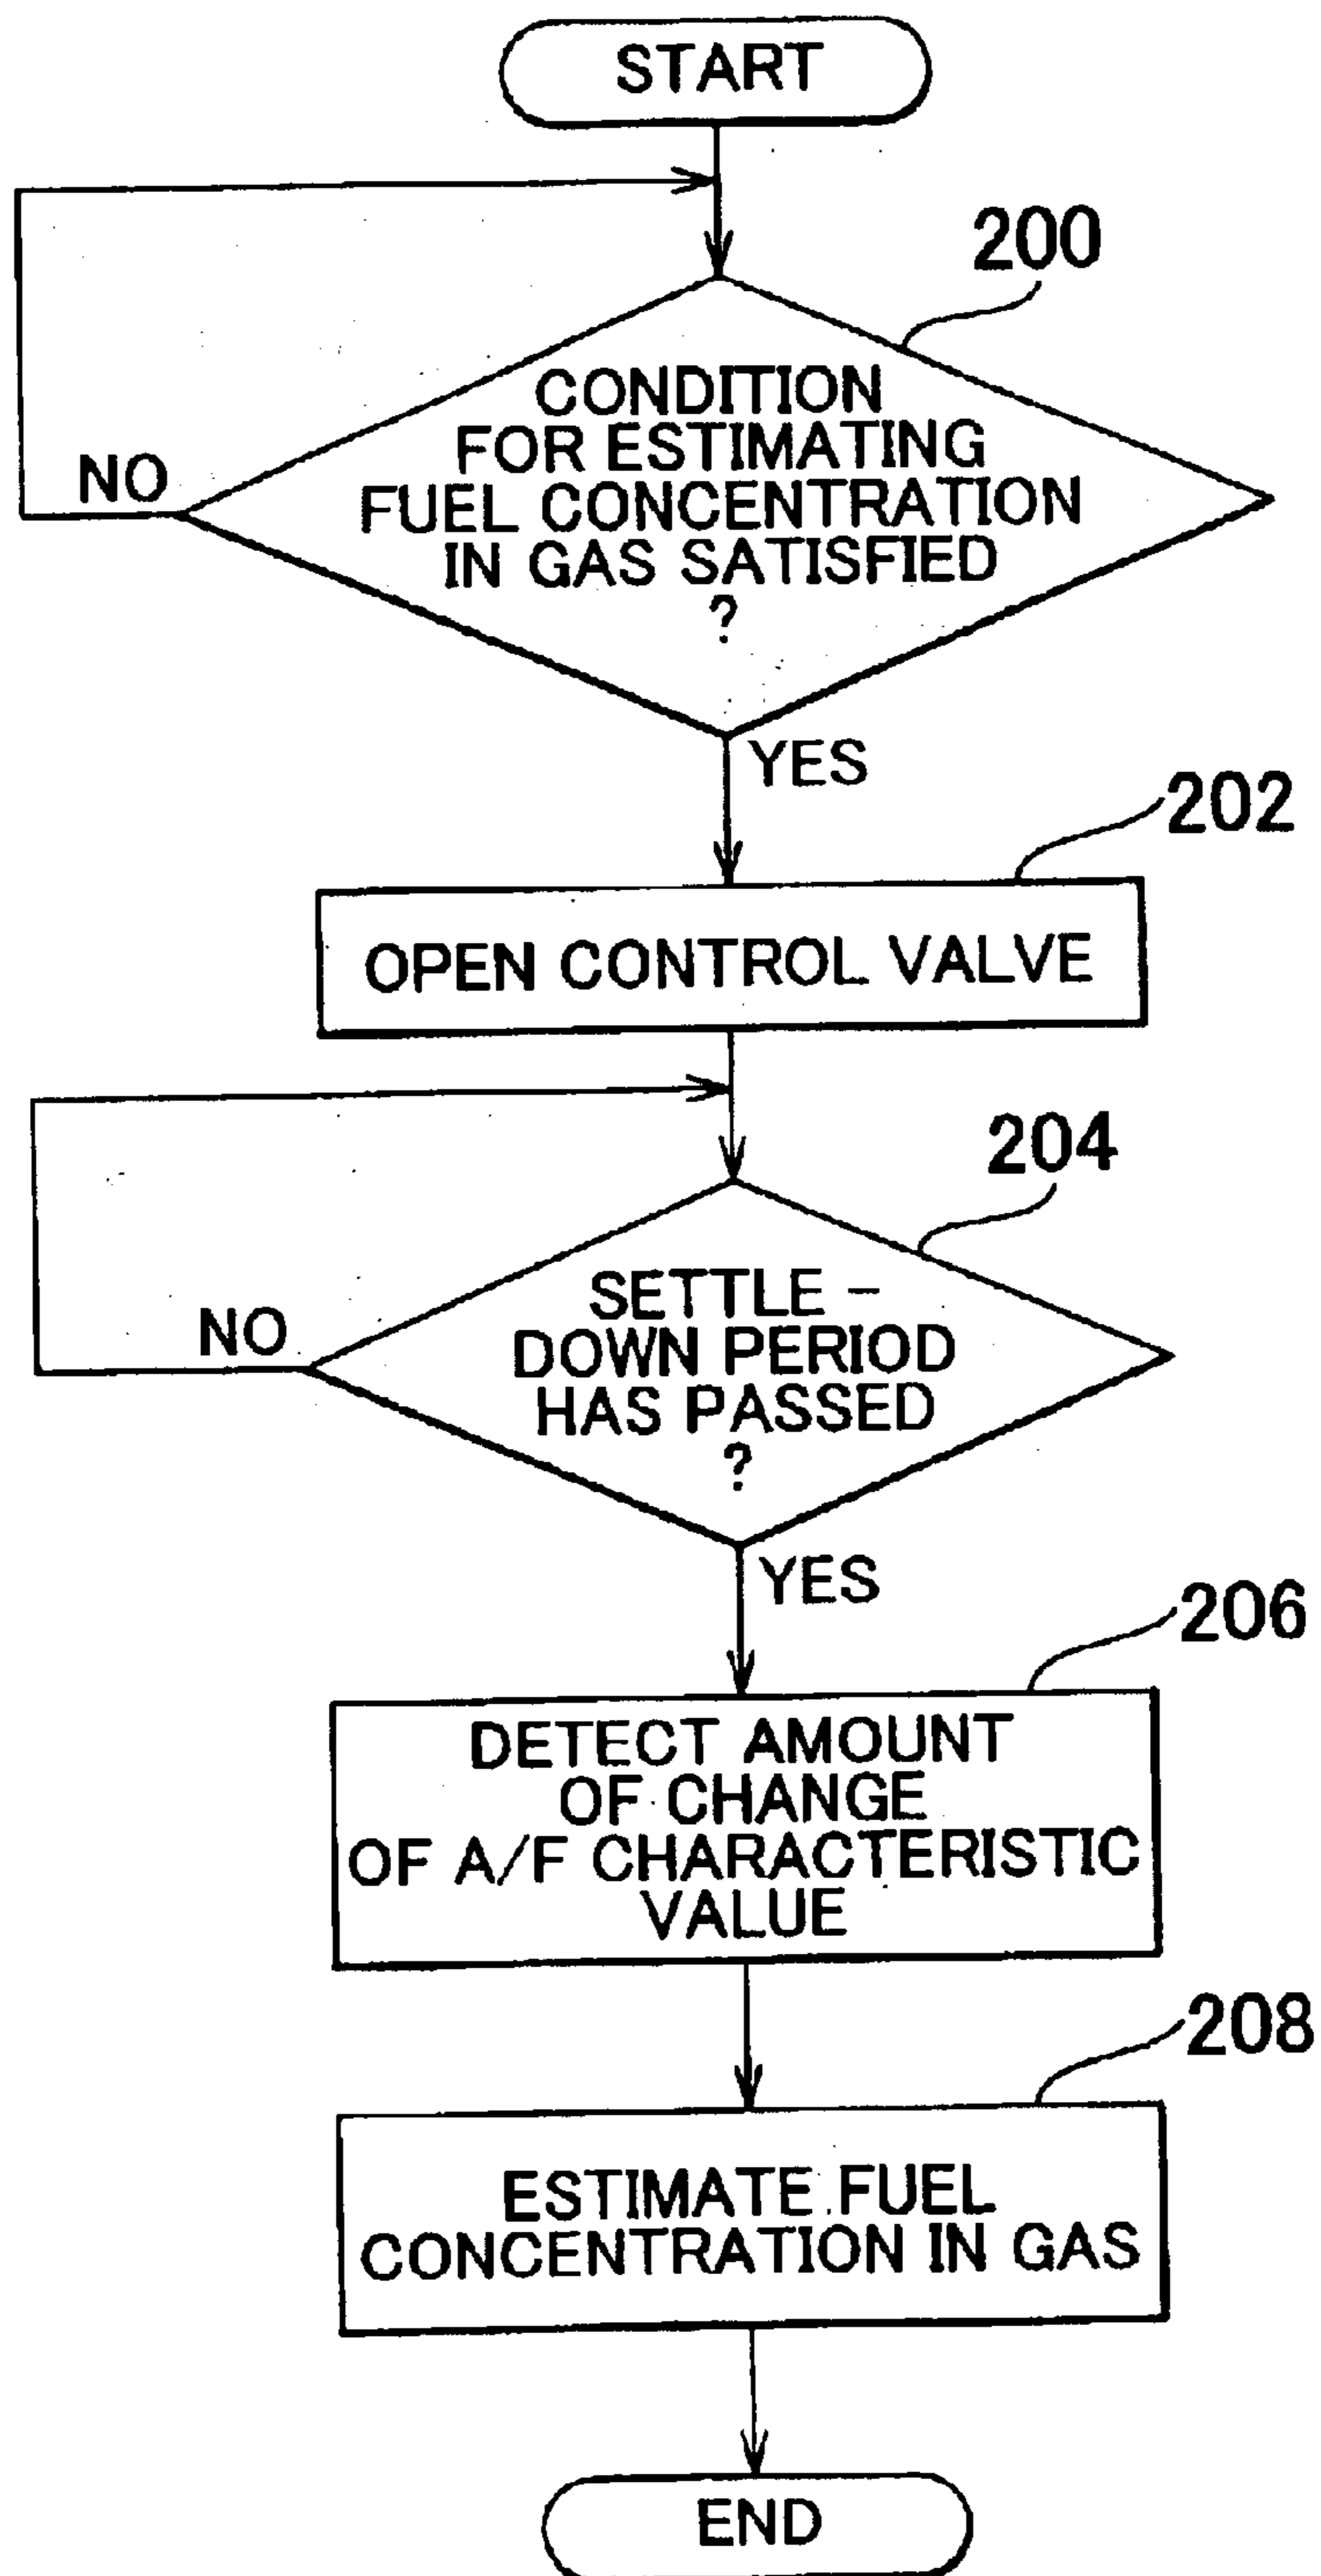 START
200
CONDITION
FOR ESTIMATING
FUEL CONCENTRATION
IN GAS SATISFIED
?
NO
YES
202
OPEN CONTROL VALVE
204
SETTLE -
DOWN PERIOD
HAS PASSED
?
NO
YES
206
DETECT AMOUNT
OF CHANGE
OF A/F CHARACTERISTIC
VALUE
208
ESTIMATE FUEL
CONCENTRATION IN GAS
END